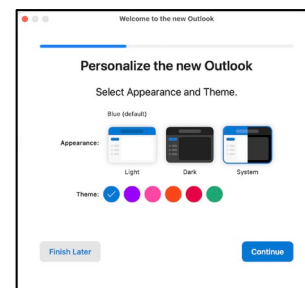 Welcome to the new Outlook
Personalize the new Outlook
Select Appearance and Theme.
Blue (default)
Appearance:
Light Dark System
Theme:
Finish Later Continue